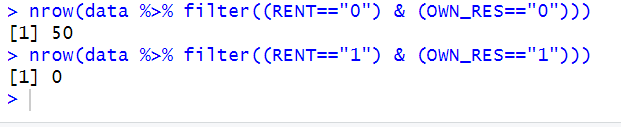 > nrow(data %>% filter((RENT=="0") & (OWN_RES=="0")))
[1] 50
> nrow(data %>% filter((RENT=="1") & (OWN_RES=="1")))
[1] 0
>